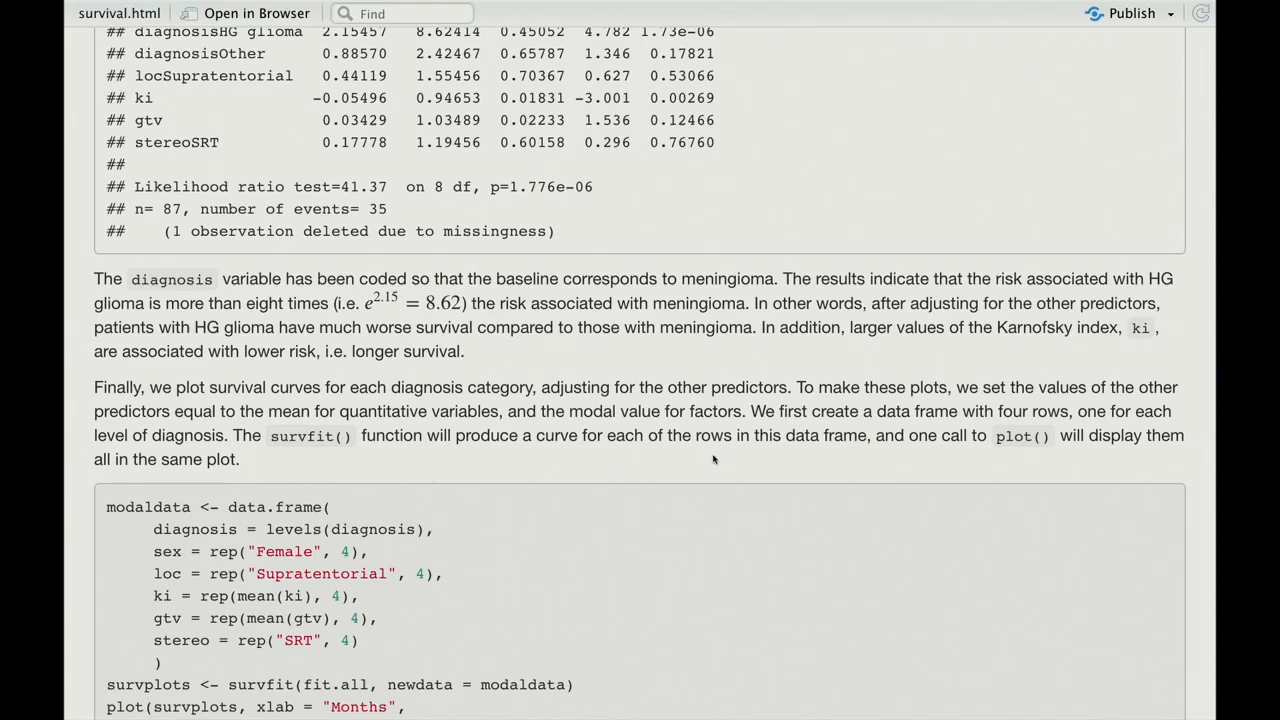 survival.html Open in Browser Find Publish
## diagnosisHG glioma 2.15457 8.62414 0.45052 4.782 1.73e-06
## diagnosisOther 0.88570 2.42467 0.65787 1.346 0.17821
## locSupratentorial 0.44119 1.55456 0.70367 0.627 0.53066
## ki -0.05496 0.94653 0.01831 -3.001 0.00269
## gtv 0.03429 1.03489 0.02233 1.536 0.12466
## stereoSRT 0.17778 1.19456 0.60158 0.296 0.76760
##
## Likelihood ratio test=41.37 on 8 df, p=1.776e-06
## n= 87, number of events= 35
## (1 observation deleted due to missingness)
The diagnosis variable has been coded so that the baseline corresponds to meningioma. The results indicate that the risk associated with HG
glioma is more than eight times (i.e. e^2.15 = 8.62) the risk associated with meningioma. In other words, after adjusting for the other predictors,
patients with HG glioma have much worse survival compared to those with meningioma. In addition, larger values of the Karnofsky index, ki ,
are associated with lower risk, i.e. longer survival.
Finally, we plot survival curves for each diagnosis category, adjusting for the other predictors. To make these plots, we set the values of the other
predictors equal to the mean for quantitative variables, and the modal value for factors. We first create a data frame with four rows, one for each
level of diagnosis. The survfit() function will produce a curve for each of the rows in this data frame, and one call to plot() will display them
all in the same plot.
modaldata <- data.frame(
diagnosis = levels(diagnosis),
sex = rep("Female", 4),
loc = rep("Supratentorial", 4),
ki = rep(mean(ki), 4),
gtv = rep(mean(gtv), 4),
stereo = rep("SRT", 4)
)
survplots <- survfit(fit.all, newdata = modaldata)
plot(survplots, xlab = "Months",